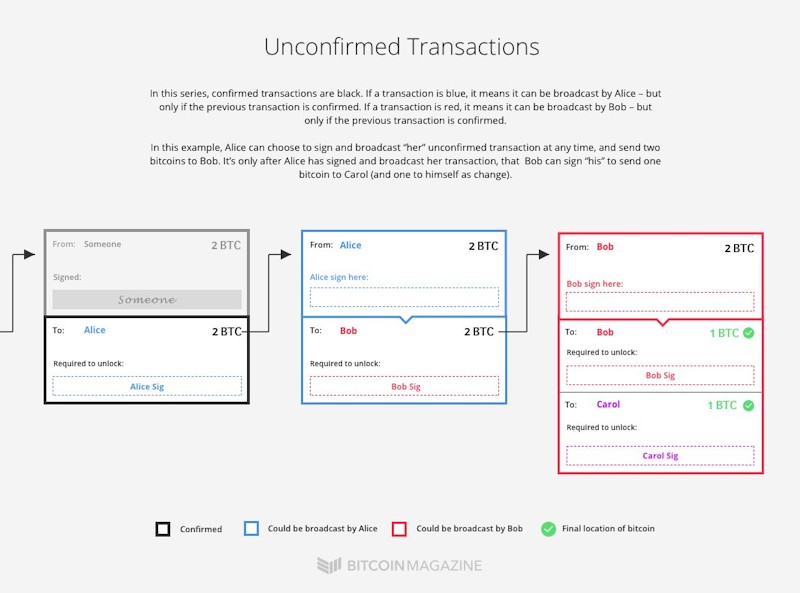 Unconfirmed Transactions
In this series, confirmed transactions are black. If a transaction is blue, it means it can be broadcast by Alice – but
only if the previous transaction is confirmed. If a transaction is red, it means it can be broadcast by Bob – but
only if the previous transaction is confirmed.
In this example, Alice can choose to sign and broadcast “her” unconfirmed transaction at any time, and send two
bitcoins to Bob. It’s only after Alice has signed and broadcast her transaction, that Bob can sign “his” to send one
bitcoin to Carol (and one to himself as change).
From: Someone 2 BTC
Signed:
Someone
To: Alice 2 BTC
Required to unlock:
Alice Sig
From: Alice 2 BTC
Alice sign here:
To: Bob 2 BTC
Required to unlock:
Bob Sig
From: Bob 2 BTC
Bob sign here:
To: Bob 1 BTC
Required to unlock:
Bob Sig
To: Carol 1 BTC
Required to unlock:
Carol Sig
Confirmed Could be broadcast by Alice Could be broadcast by Bob Final location of bitcoin
BITCOINMAGAZINE